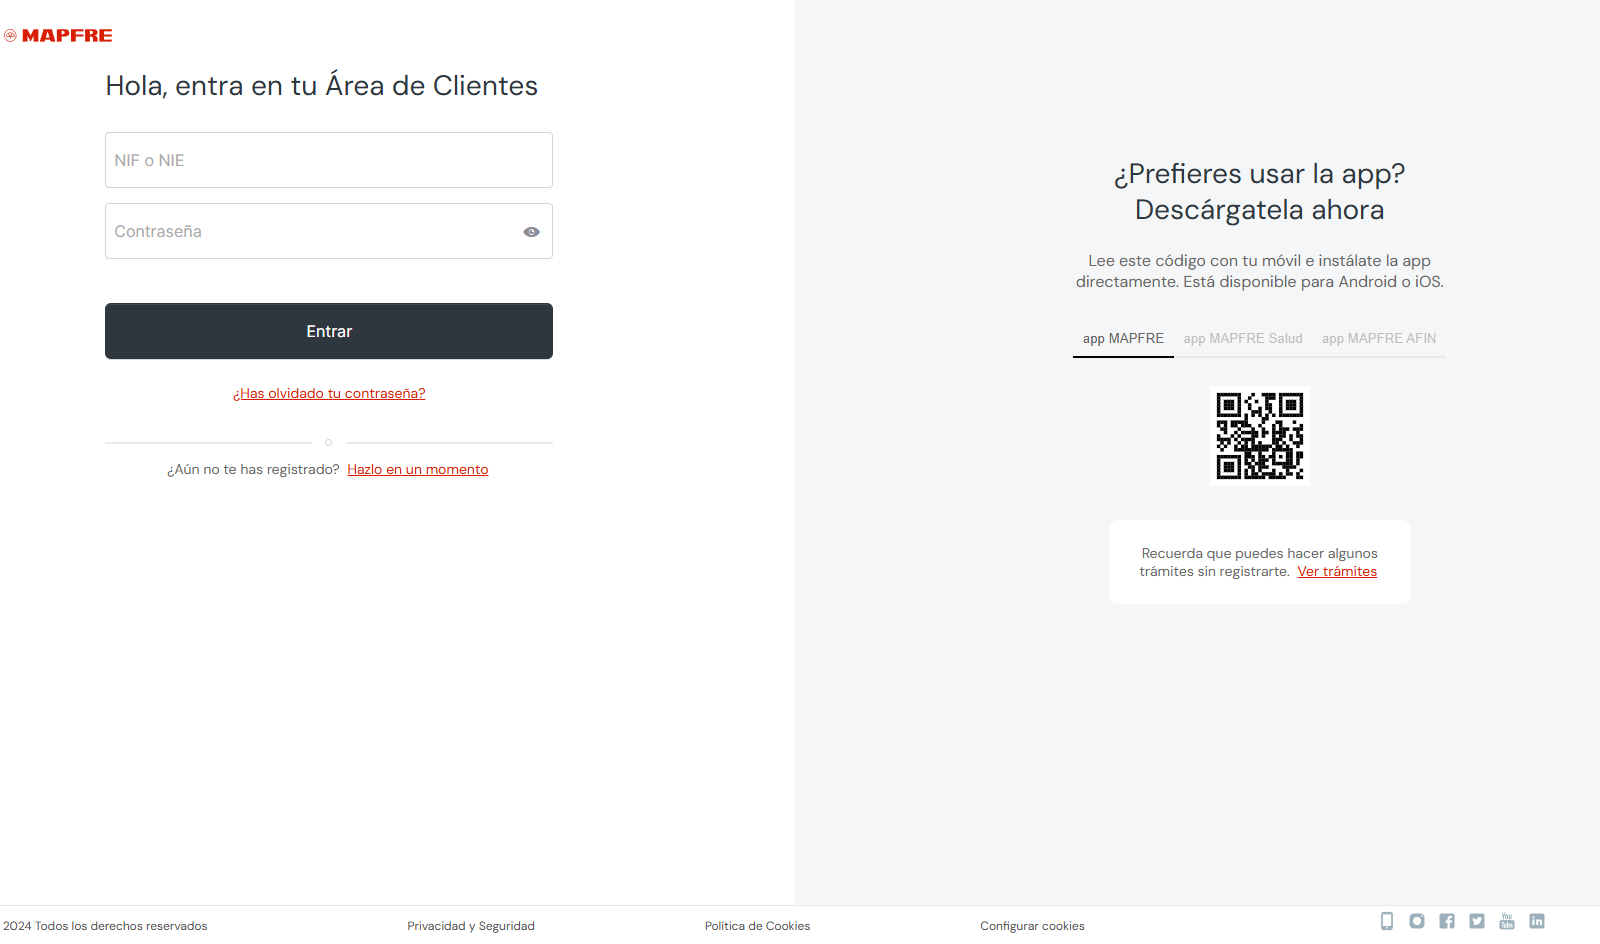 MAPFRE
Hola, entra en tu Área de Clientes
NIF o NIE
Contraseña
Entrar
¿Has olvidado tu contraseña?
o
¿Aún no te has registrado? Hazlo en un momento
¿Prefieres usar la app?
Descárgatela ahora
Lee este código con tu móvil e instálate la app
directamente. Está disponible para Android o iOS.
app MAPFRE app MAPFRE Salud app MAPFRE AFIN
Recuerda que puedes hacer algunos
trámites sin registrarte. Ver trámites
2024 Todos los derechos reservados Privacidad y Seguridad Política de Cookies Configurar cookies
You
Tube